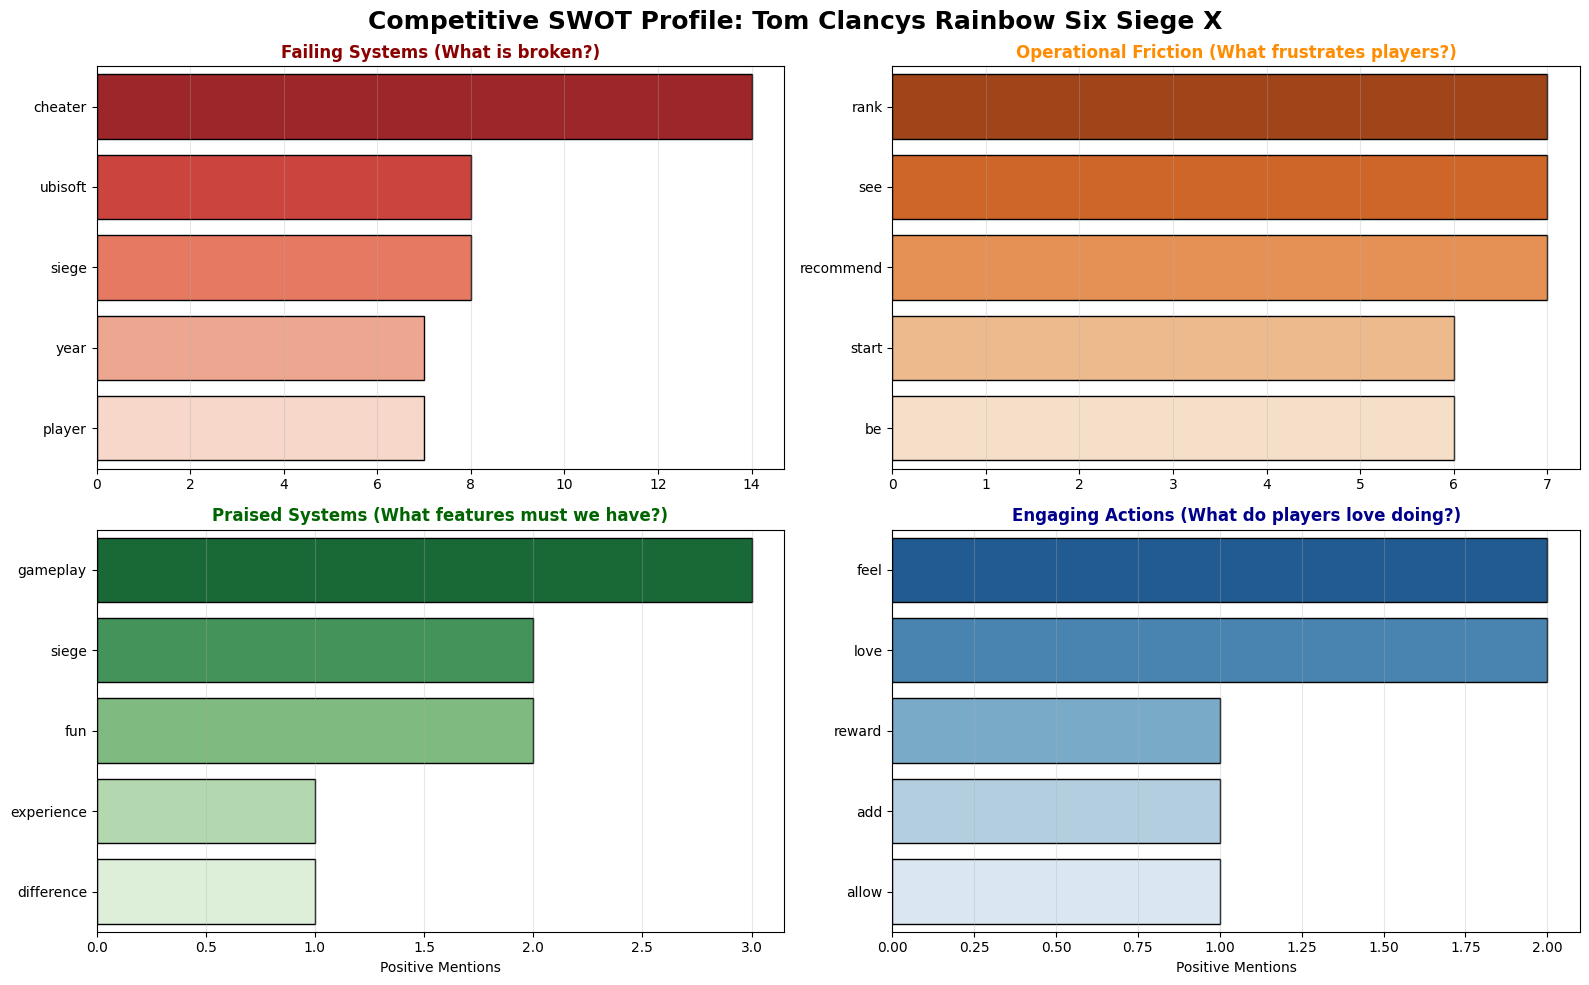 Competitive SWOT Profile: Tom Clancys Rainbow Six Siege X
Failing Systems (What is broken?)
cheater
ubisoft
siege
year
player
0 2 4 6 8 10 12 14
Operational Friction (What frustrates players?)
rank
see
recommend
start
be
0 1 2 3 4 5 6 7
Praised Systems (What features must we have?)
gameplay
siege
fun
experience
difference
0.0 0.5 1.0 1.5 2.0 2.5 3.0
Positive Mentions
Engaging Actions (What do players love doing?)
feel
love
reward
add
allow
0.00 0.25 0.50 0.75 1.00 1.25 1.50 1.75 2.00
Positive Mentions